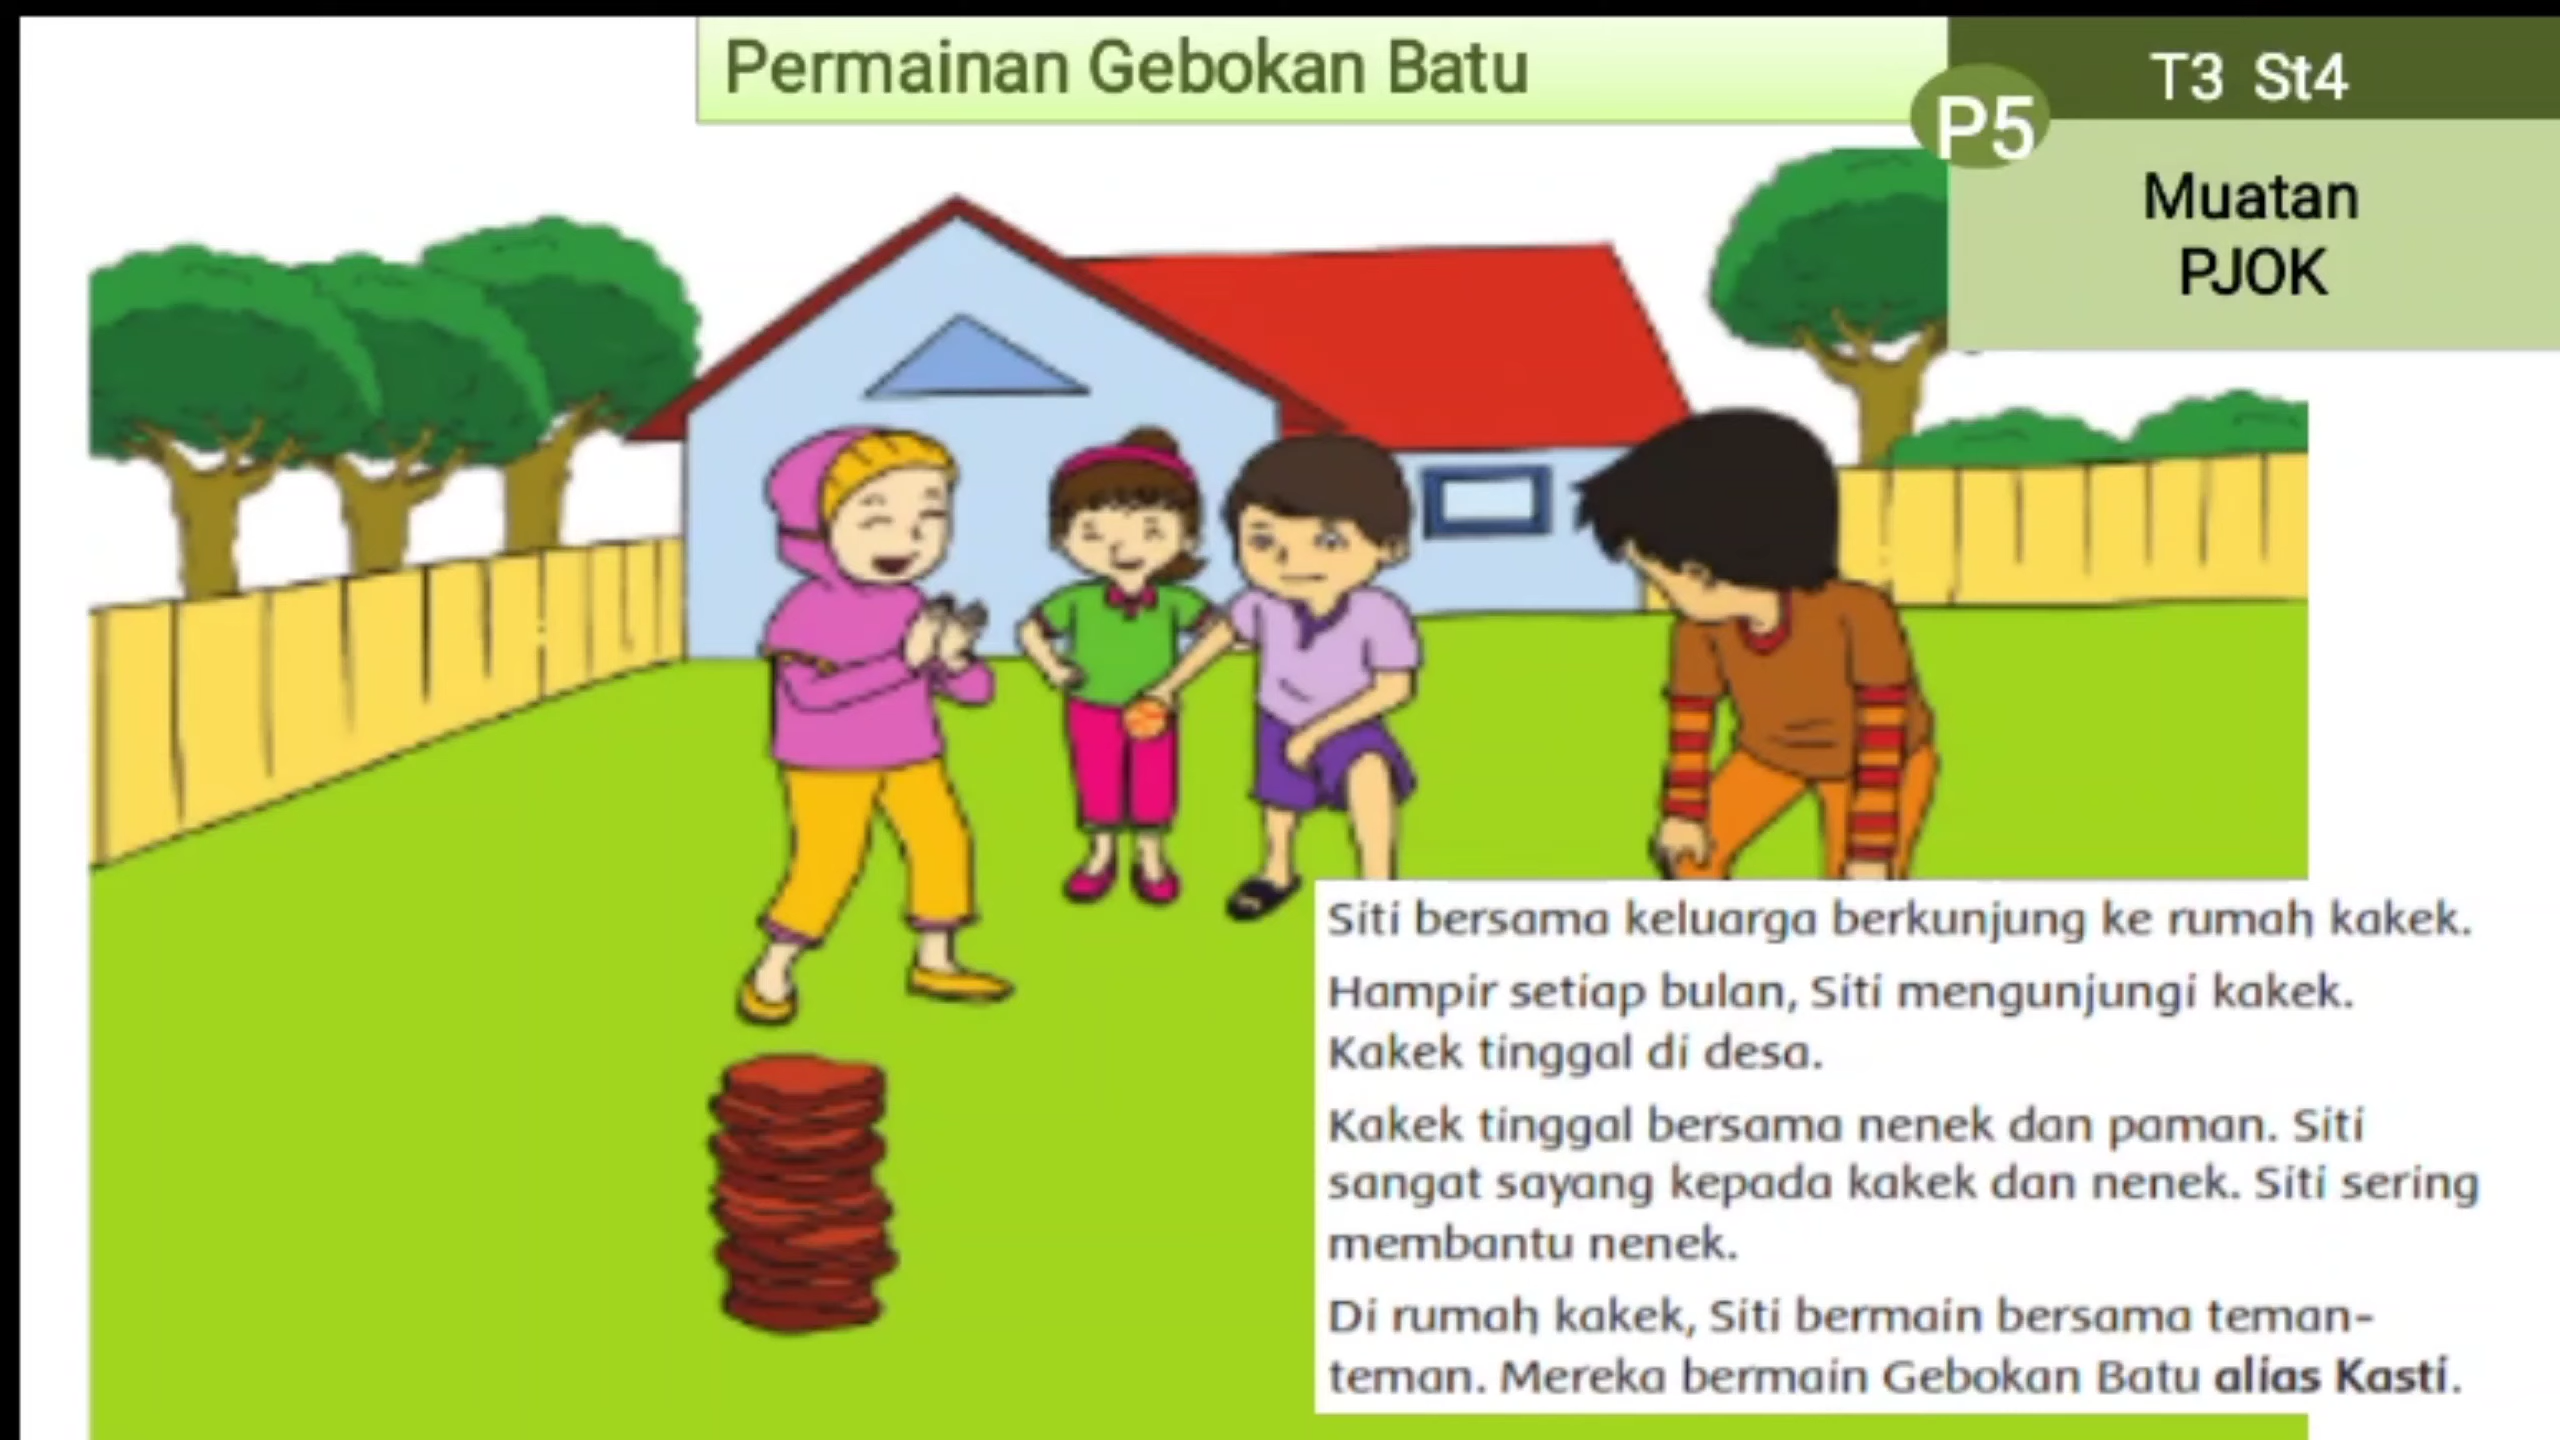 Permainan Gebokan Batu
T3 St4
P5
Muatan
PJOK
Siti bersama keluarga berkunjung ke rumah kakek.
Hampir setiap bulan, Siti mengunjungi kakek.
Kakek tinggal di desa.
Kakek tinggal bersama nenek dan paman. Siti
sangat sayang kepada kakek dan nenek. Siti sering
membantu nenek.
Di rumah kakek, Siti bermain bersama teman-
teman. Mereka bermain Gebokan Batu alias Kasti.